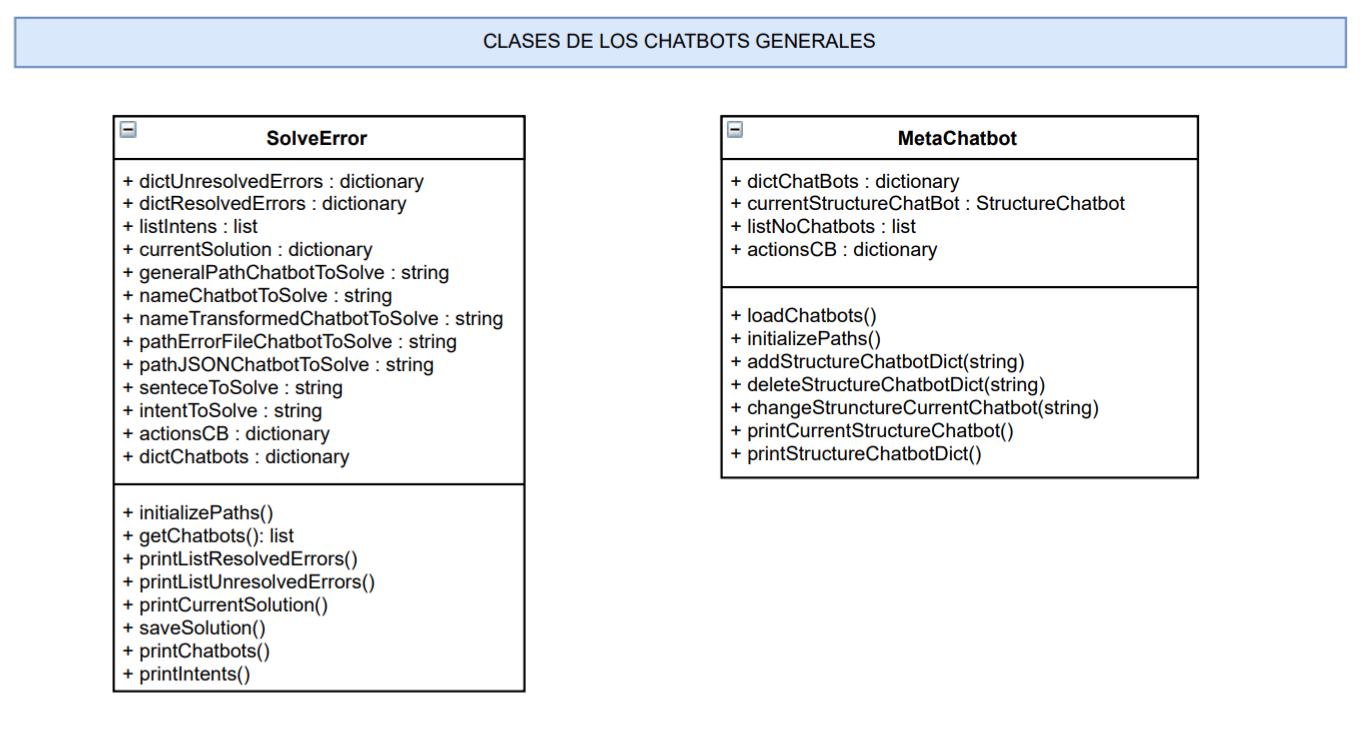 CLASES DE LOS CHATBOTS GENERALES
SolveError
+ dictUnresolvedErrors : dictionary
+ dictResolvedErrors : dictionary
+ listIntens : list
+ currentSolution : dictionary
+ generalPathChatbotToSolve : string
+ nameChatbotToSolve : string
+ nameTransformedChatbotToSolve : string
+ pathErrorFileChatbotToSolve : string
+ pathJSONChatbotToSolve : string
+ senteceToSolve : string
+ intentToSolve : string
+ actionsCB : dictionary
+ dictChatbots : dictionary
+ initializePaths()
+ getChatbots(): list
+ printListResolvedErrors()
+ printListUnresolvedErrors()
+ printCurrentSolution()
+ saveSolution()
+ printChatbots()
+ printIntents()
MetaChatbot
+ dictChatBots : dictionary
+ currentStructureChatBot : StructureChatbot
+ listNoChatbots : list
+ actionsCB : dictionary
+ loadChatbots()
+ initializePaths()
+ addStructureChatbotDict(string)
+ deleteStructureChatbotDict(string)
+ changeStrunctureCurrentChatbot(string)
+ printCurrentStructureChatbot()
+ printStructureChatbotDict()